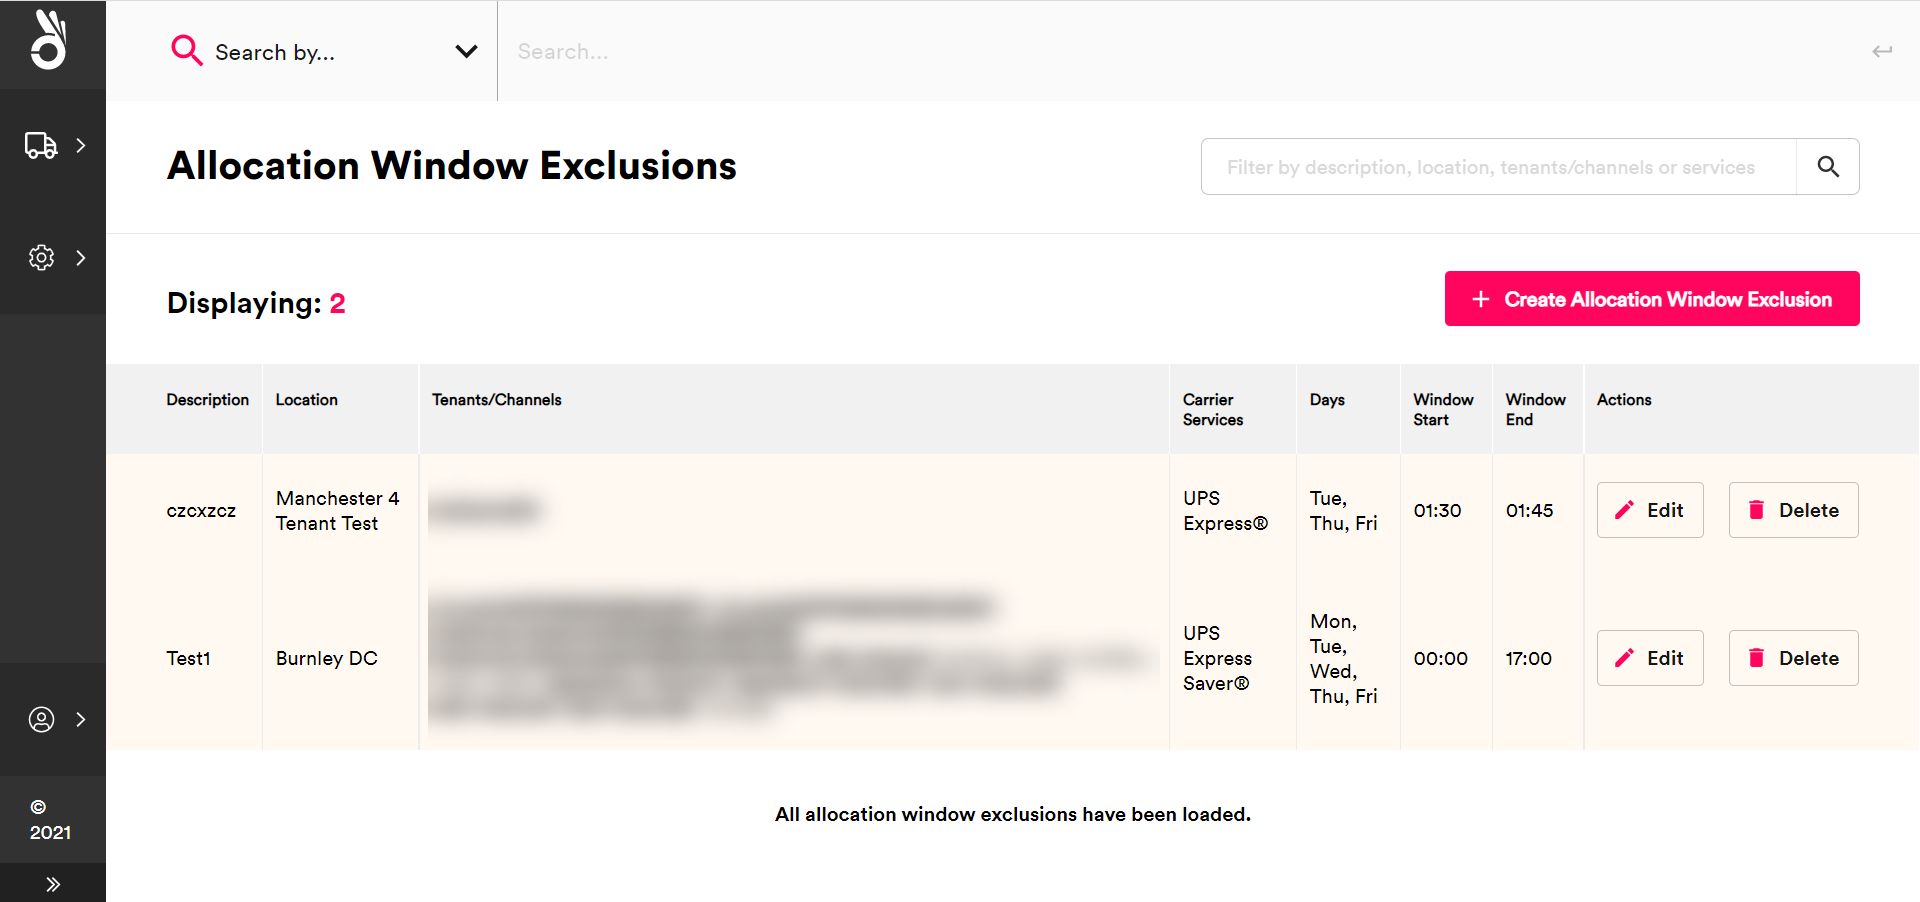 Search by...
Search...
Allocation Window Exclusions
Filter by description, location, tenants/channels or services
Displaying: 2
+ Create Allocation Window Exclusion
Description
Location
Tenants/Channels
Carrier
Services
Days
Window
Start
Window
End
Actions
czcxzcz
Manchester 4
Tenant Test
UPS
Express®
Tue,
Thu, Fri
01:30
01:45
Edit
Delete
Test1
Burnley DC
UPS
Express
Saver®
Mon,
Tue,
Wed,
Thu, Fri
00:00
17:00
Edit
Delete
All allocation window exclusions have been loaded.
©
2021